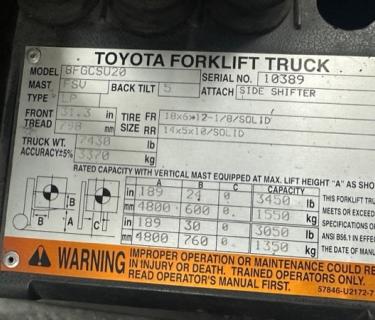 TOYOTA FORKLIFT TRUCK
MODEL 8FGCSU20 SERIAL NO. 10389
MAST FSV BACK TILT 5 ATTACH SIDE SHIFTER
TYPE LP
FRONT 31.3 in TIRE FR 18x6x12-1/8/SOLID
TREAD 798 mm SIZE RR 14x5x10/SOLID
TRUCK WT. 7430 lb
ACCURACY±5% 3370 kg
RATED CAPACITY WITH VERTICAL MAST EQUIPPED AT MAX. LIFT HEIGHT "A" AS SHO
A B C CAPACITY
in 189 24 0 3450 lb THIS FORKLIFT TRU
mm 4800 600 0 1550 kg MEETS OR EXCEED
in 189 30 0 3050 lb SPECIFICATIONS O
mm 4800 760 0 1350 kg ANSI B56.1 IN EFFE
THE DATE OF MANU
B A C
A
B
WARNING IMPROPER OPERATION OR MAINTENANCE COULD RE
IN INJURY OR DEATH. TRAINED OPERATORS ONLY.
READ OPERATOR'S MANUAL FIRST. 57846-U2172-7